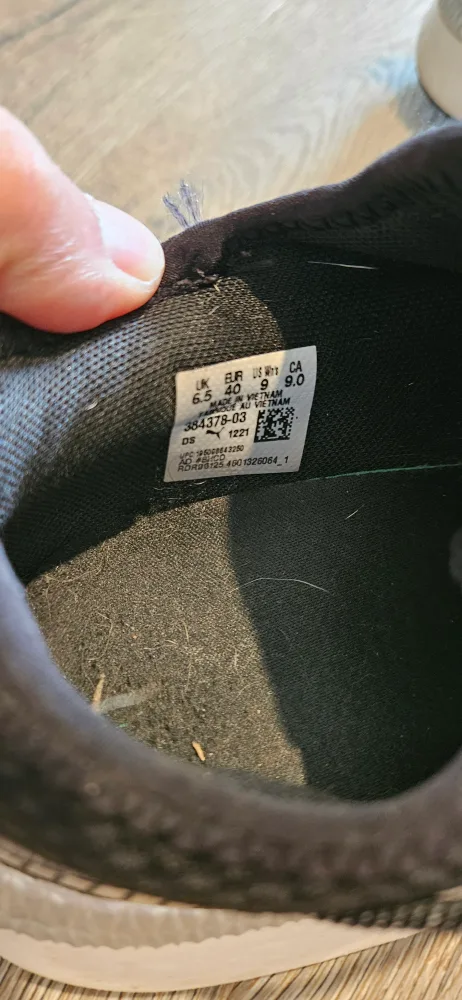 UK EUR US Wn's CA
6.5 40 9 9.0
MADE IN VIETNAM
FABRIQUE AU VIETNAM
384378-03
DS 1221